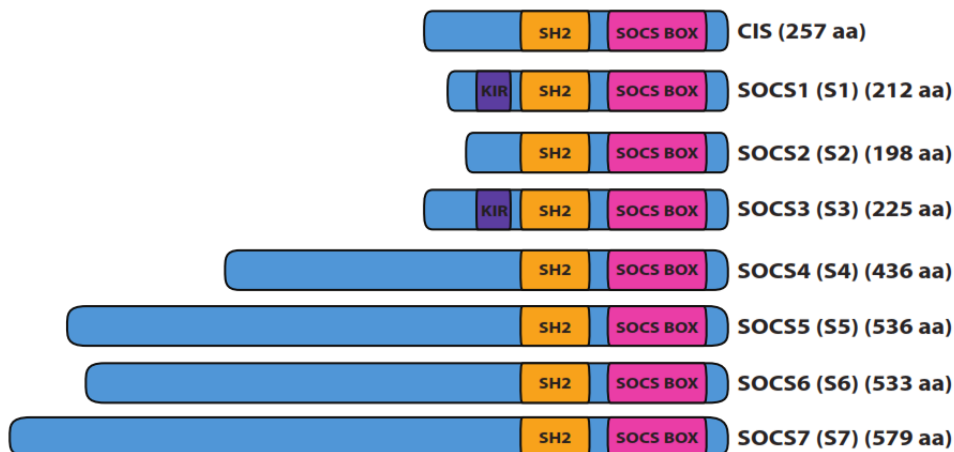 SH2 SOCS BOX CIS (257 aa)
KIR SH2 SOCS BOX SOCS1 (S1) (212 aa)
SH2 SOCS BOX SOCS2 (S2) (198 aa)
KIR SH2 SOCS BOX SOCS3 (S3) (225 aa)
SH2 SOCS BOX SOCS4 (S4) (436 aa)
SH2 SOCS BOX SOCS5 (S5) (536 aa)
SH2 SOCS BOX SOCS6 (S6) (533 aa)
SH2 SOCS BOX SOCS7 (S7) (579 aa)